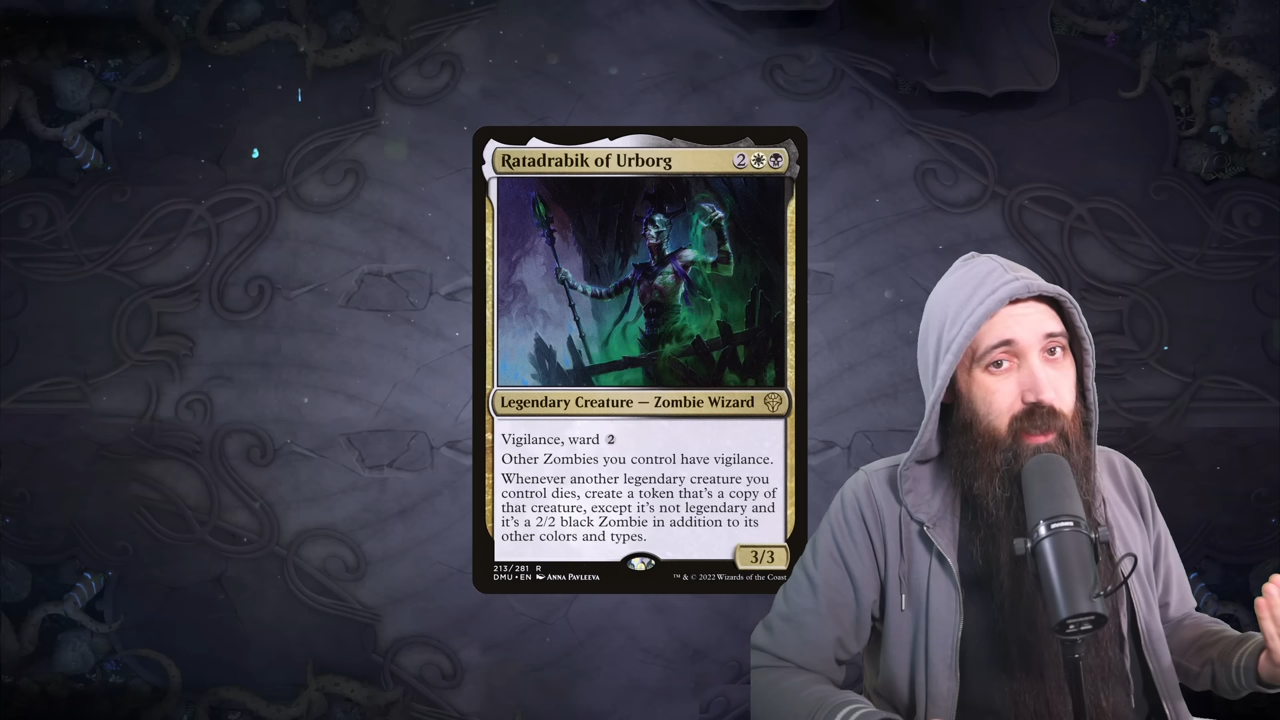 Ratadrabik of Urborg 2
Legendary Creature — Zombie Wizard
Vigilance, ward 2
Other Zombies you control have vigilance.
Whenever another legendary creature you
control dies, create a token that's a copy of
that creature, except it's not legendary and
it's a 2/2 black Zombie in addition to its
other colors and types.
3/3
213/281 R
DMU • EN Anna Pavleeva
™ & © 2022 Wizards of the Coast